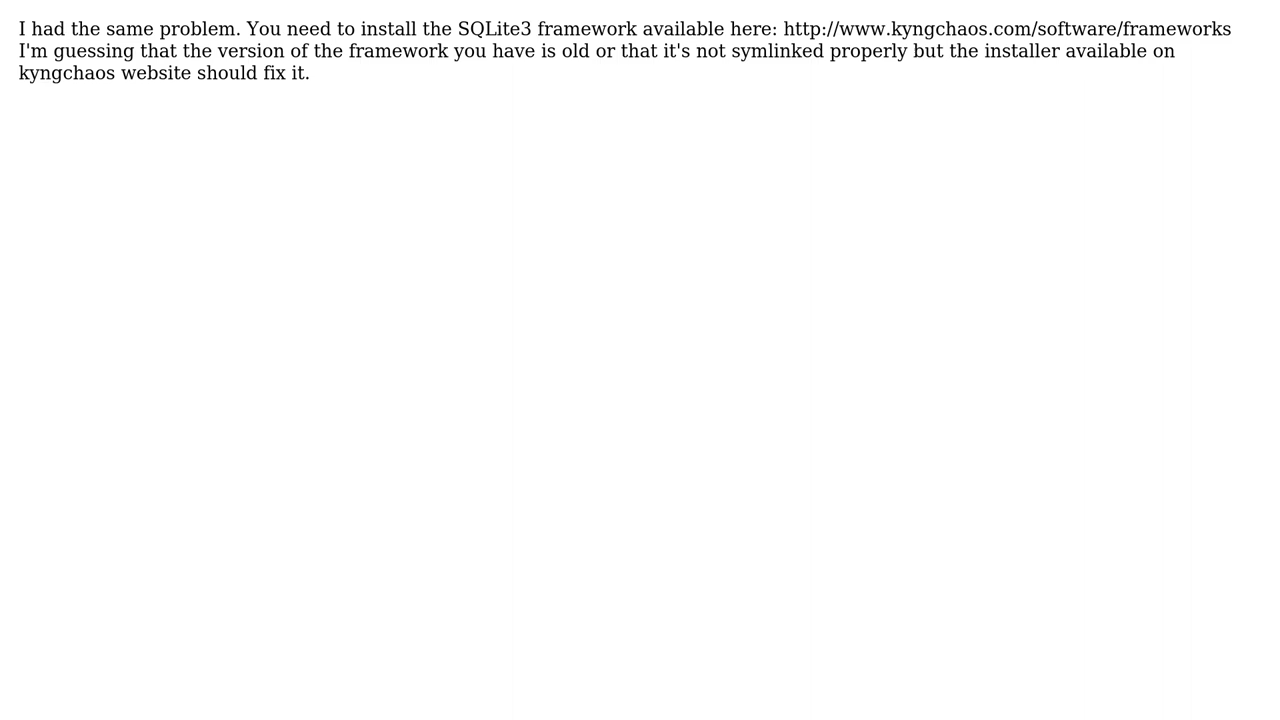 I had the same problem. You need to install the SQLite3 framework available here: http://www.kyngchaos.com/software/frameworks
I'm guessing that the version of the framework you have is old or that it's not symlinked properly but the installer available on
kyngchaos website should fix it.